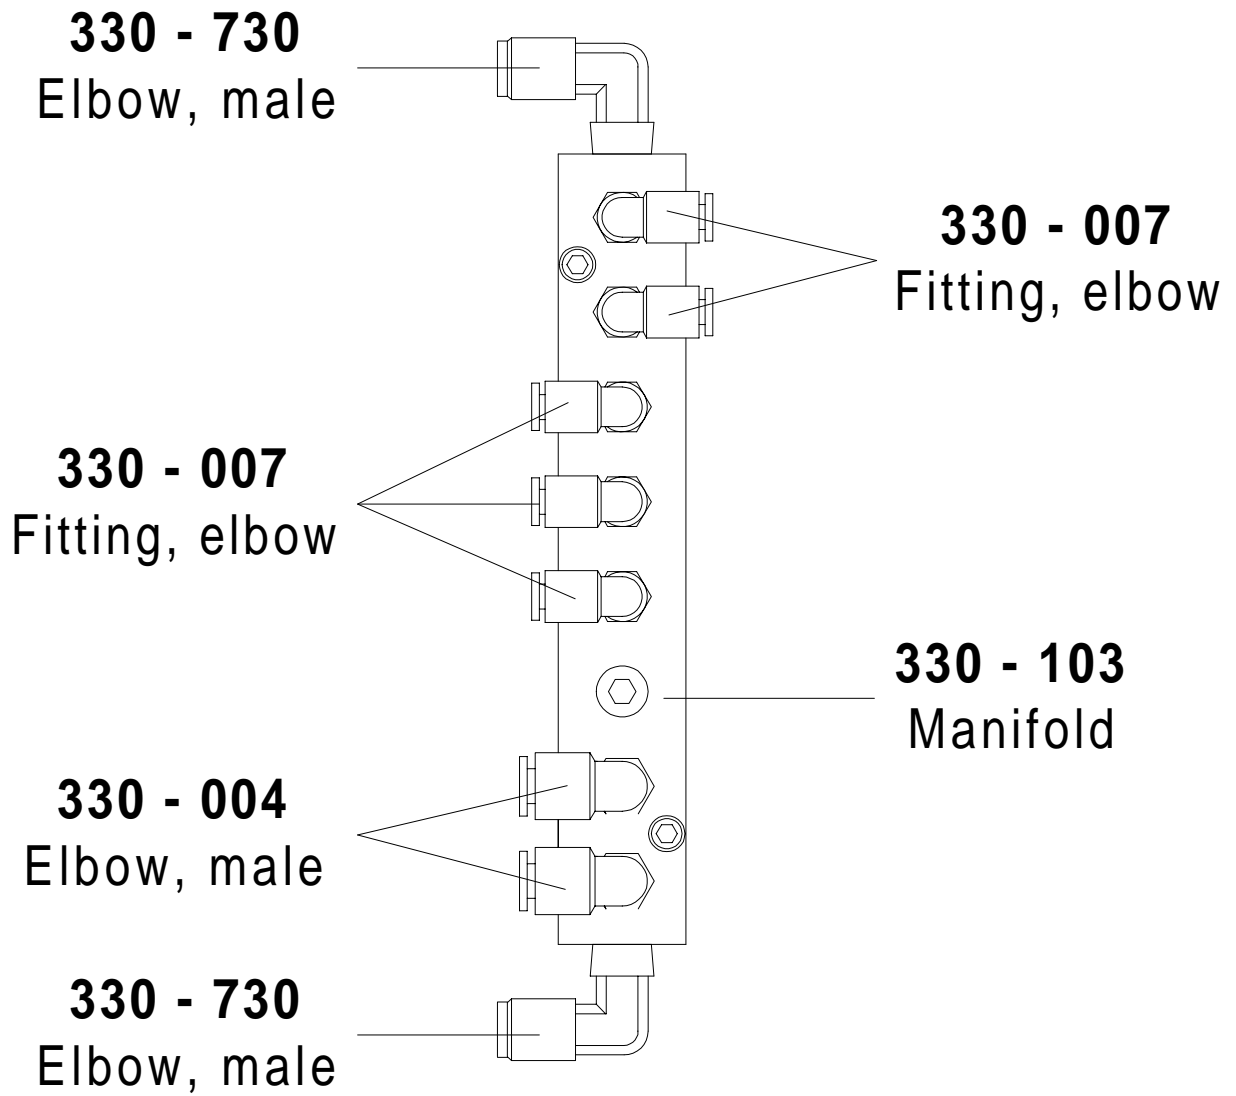 330 - 730
Elbow, male
330 - 007
Fitting, elbow
330 - 007
Fitting, elbow
330 - 103
Manifold
330 - 004
Elbow, male
330 - 730
Elbow, male